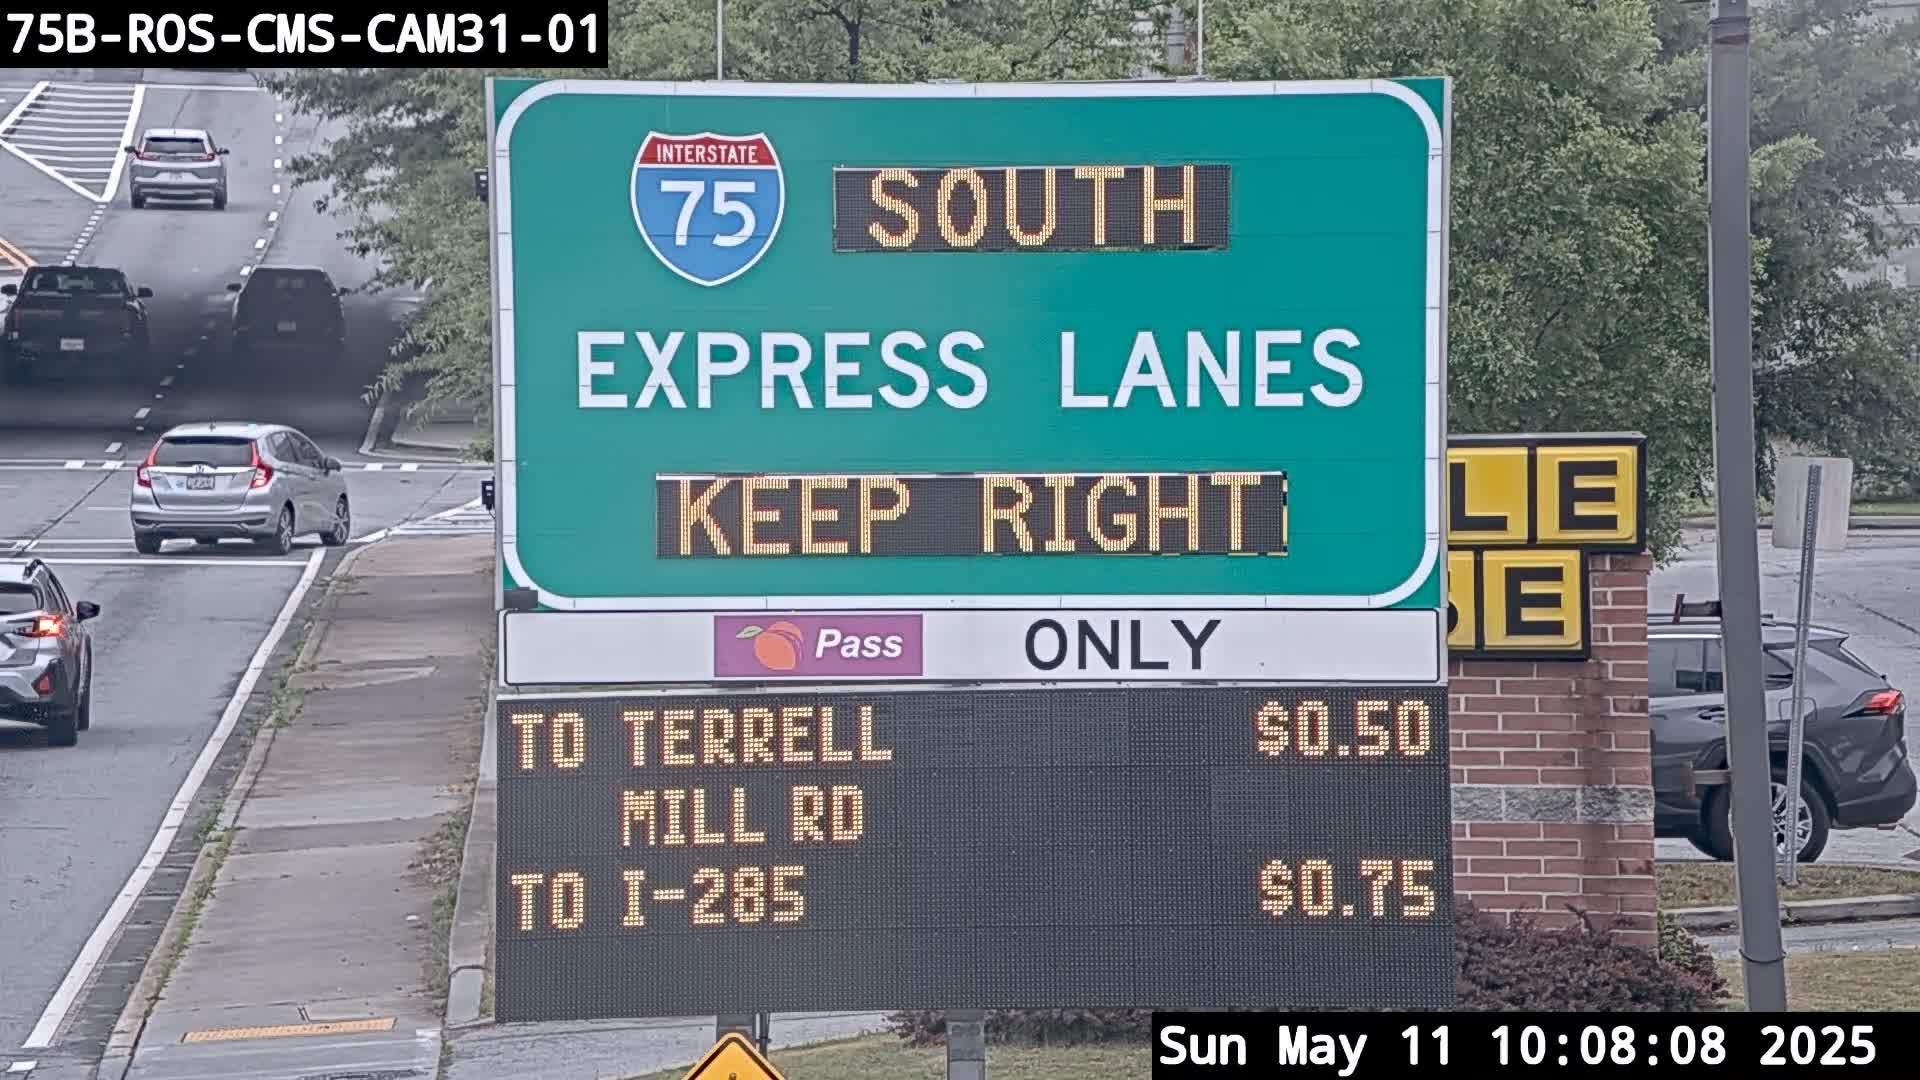 75B-ROS-CMS-CAM31-01
INTERSTATE
75
SOUTH
EXPRESS LANES
KEEP RIGHT
Pass ONLY
TO TERRELL $0.50
MILL RD
TO I-285 $0.75
LE
E
Sun May 11 10:08:08 2025